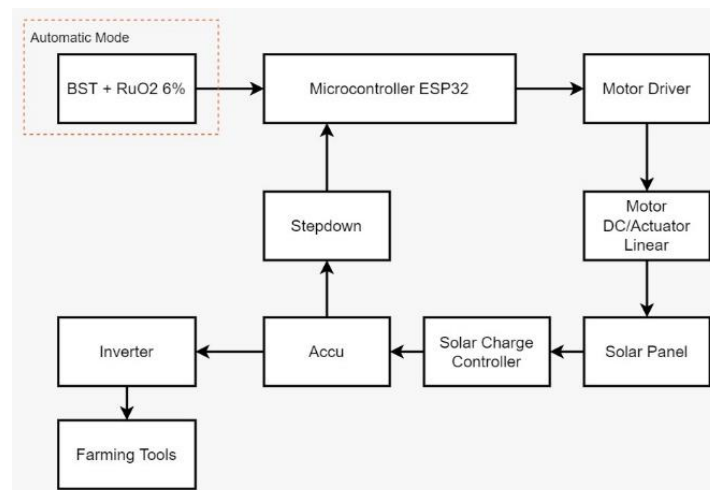 Automatic Mode
BST + RuO2 6%
Microcontroller ESP32
Motor Driver
Stepdown
Motor
DC/Actuator
Linear
Inverter
Accu
Solar Charge
Controller
Solar Panel
Farming Tools